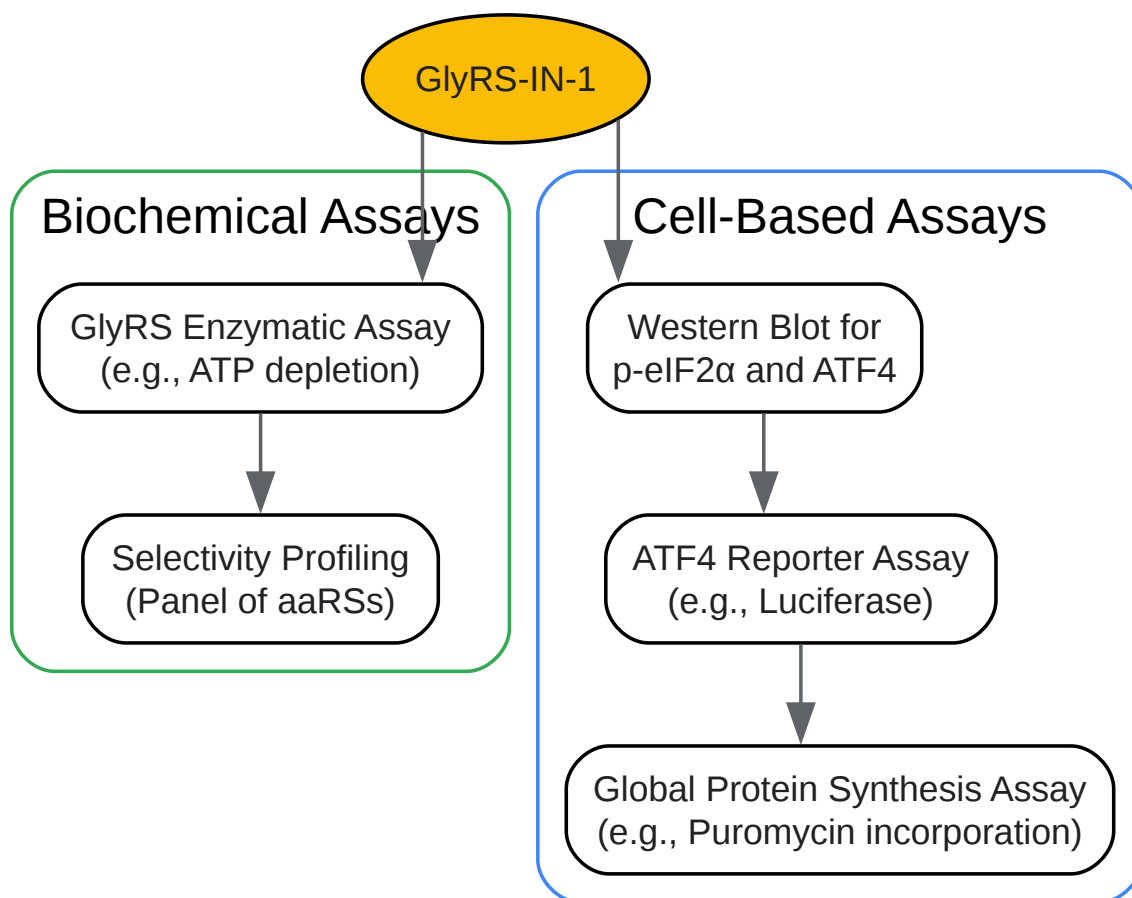 GlyRS-IN-1
Biochemical Assays
GlyRS Enzymatic Assay
(e.g., ATP depletion)
Selectivity Profiling
(Panel of aaRSs)
Cell-Based Assays
Western Blot for
p-eIF2α and ATF4
ATF4 Reporter Assay
(e.g., Luciferase)
Global Protein Synthesis Assay
(e.g., Puromycin incorporation)